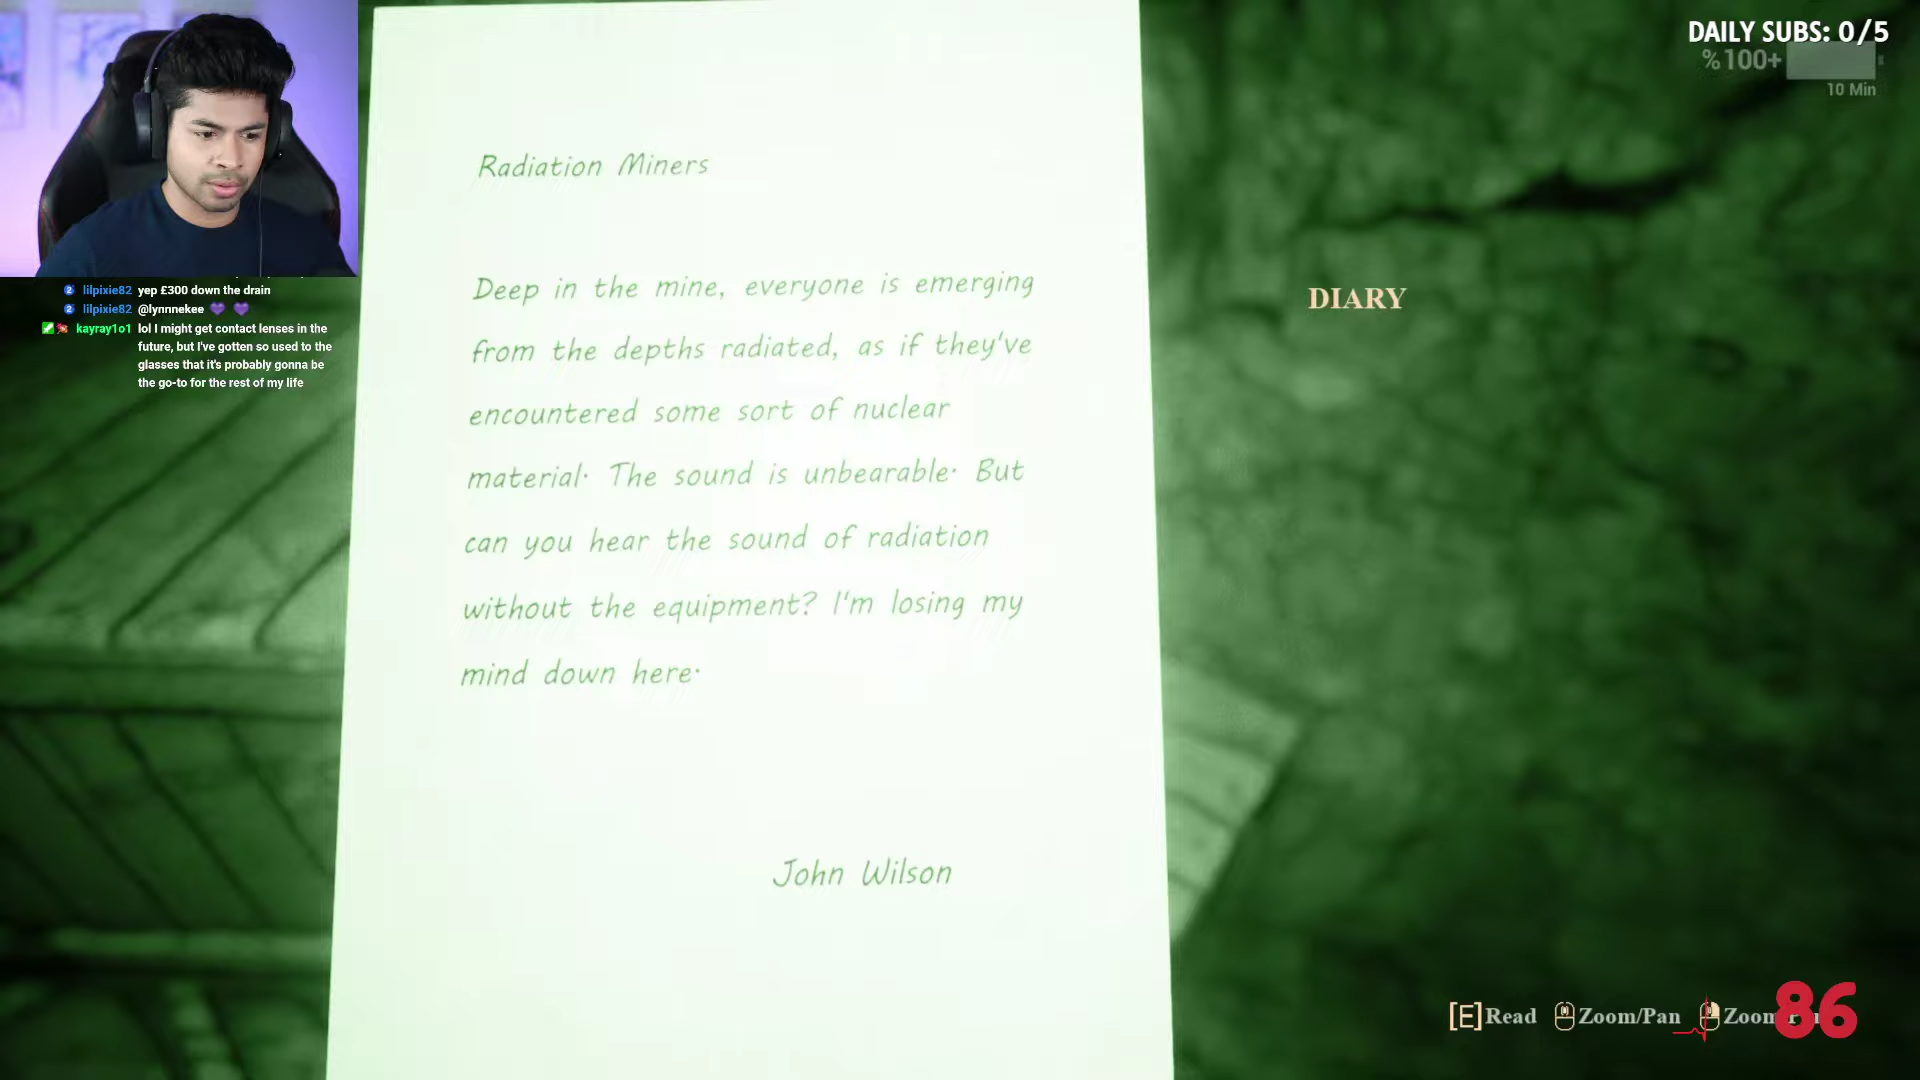 DAILY SUBS: 0/5
%100+
10 Min
lilpixie82 yep £300 down the drain
lilpixie82 @lynnnekee
kayray1o1 lol I might get contact lenses in the
future, but I've gotten so used to the
glasses that it's probably gonna be
the go-to for the rest of my life
Radiation Miners
Deep in the mine, everyone is emerging
from the depths radiated, as if they've
encountered some sort of nuclear
material. The sound is unbearable. But
can you hear the sound of radiation
without the equipment? I'm losing my
mind down here.
John Wilson
DIARY
[E]Read Zoom/Pan
86